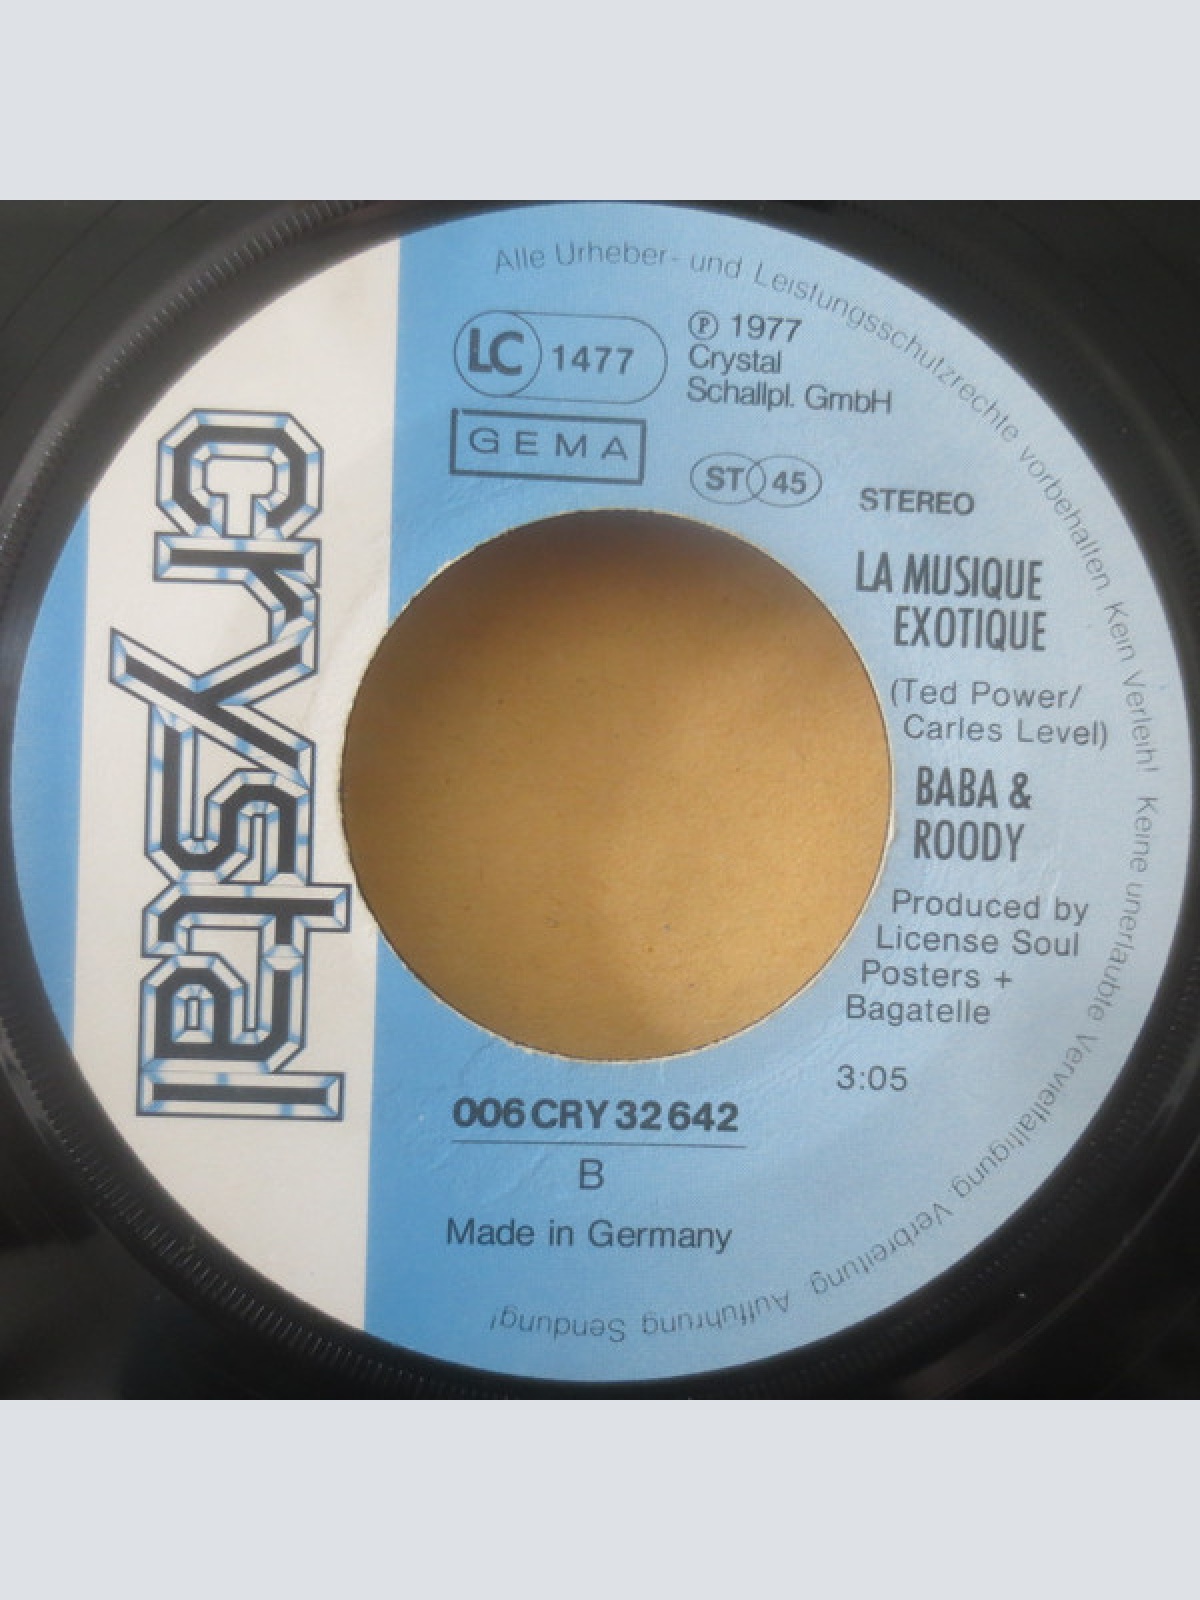 Alle Urheber- und Leistungsschutzrechte vorbehalten Kein Verleih! Keine unerlaubte Vervielfältigung, Verbreitung, Aufführung, Sendung!
LC 1477
GEMA
Ⓟ 1977
Crystal
Schallpl. GmbH
ST 45
STEREO
crystal
LA MUSIQUE
EXOTIQUE
(Ted Power/
Carles Level)
BABA &
ROODY
Produced by
License Soul
Posters +
Bagatelle
3:05
006 CRY 32 642
B
Made in Germany